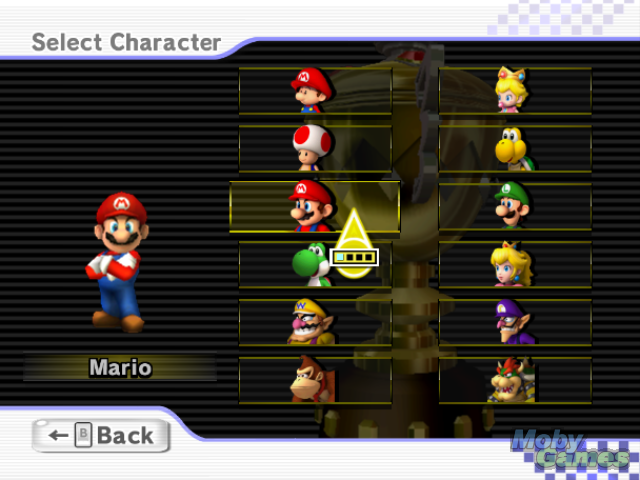 Select Character
Mario
← B Back
Moby
Games